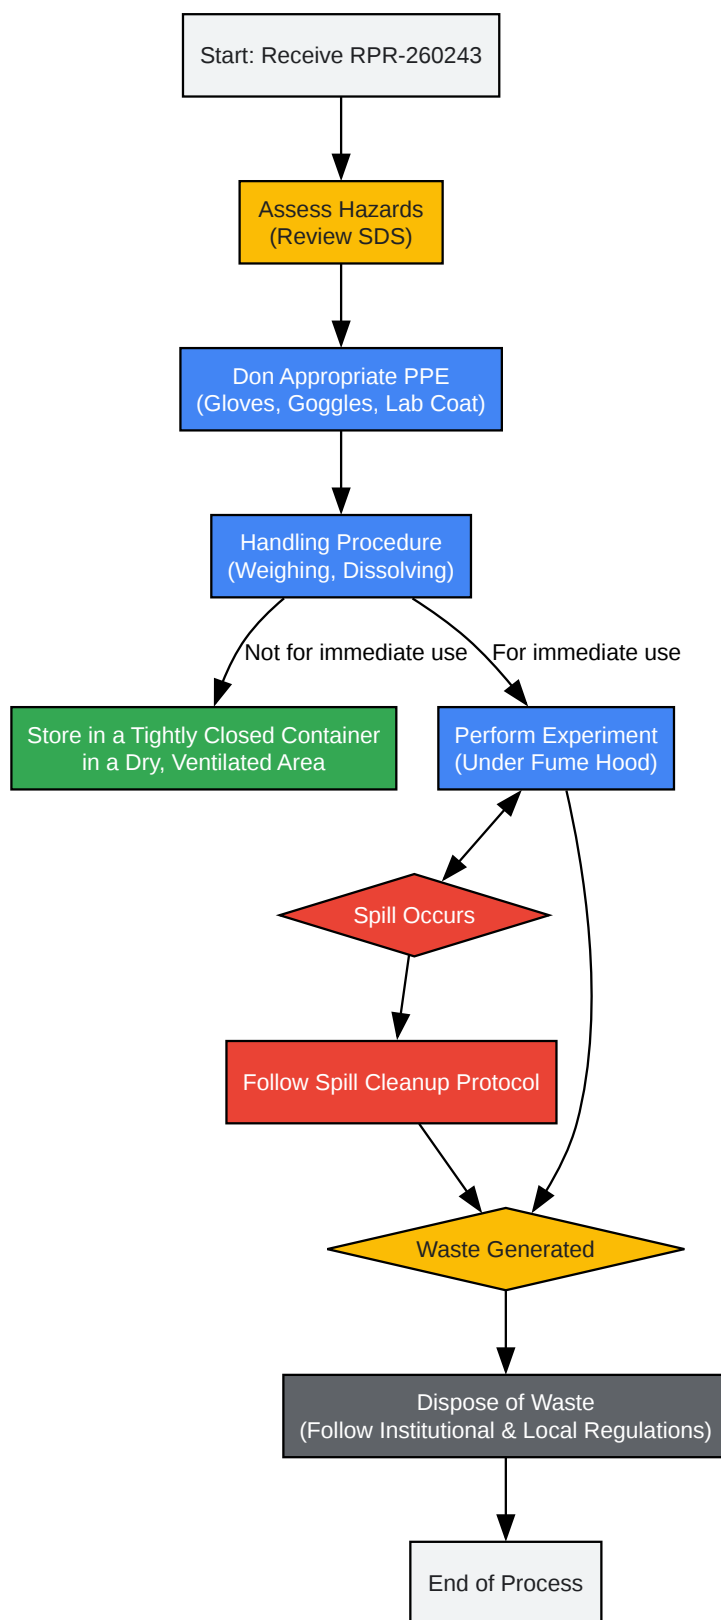 Start: Receive RPR-260243
Assess Hazards
(Review SDS)
Don Appropriate PPE
(Gloves, Goggles, Lab Coat)
Handling Procedure
(Weighing, Dissolving)
Not for immediate use
For immediate use
Store in a Tightly Closed Container
in a Dry, Ventilated Area
Perform Experiment
(Under Fume Hood)
Spill Occurs
Follow Spill Cleanup Protocol
Waste Generated
Dispose of Waste
(Follow Institutional & Local Regulations)
End of Process